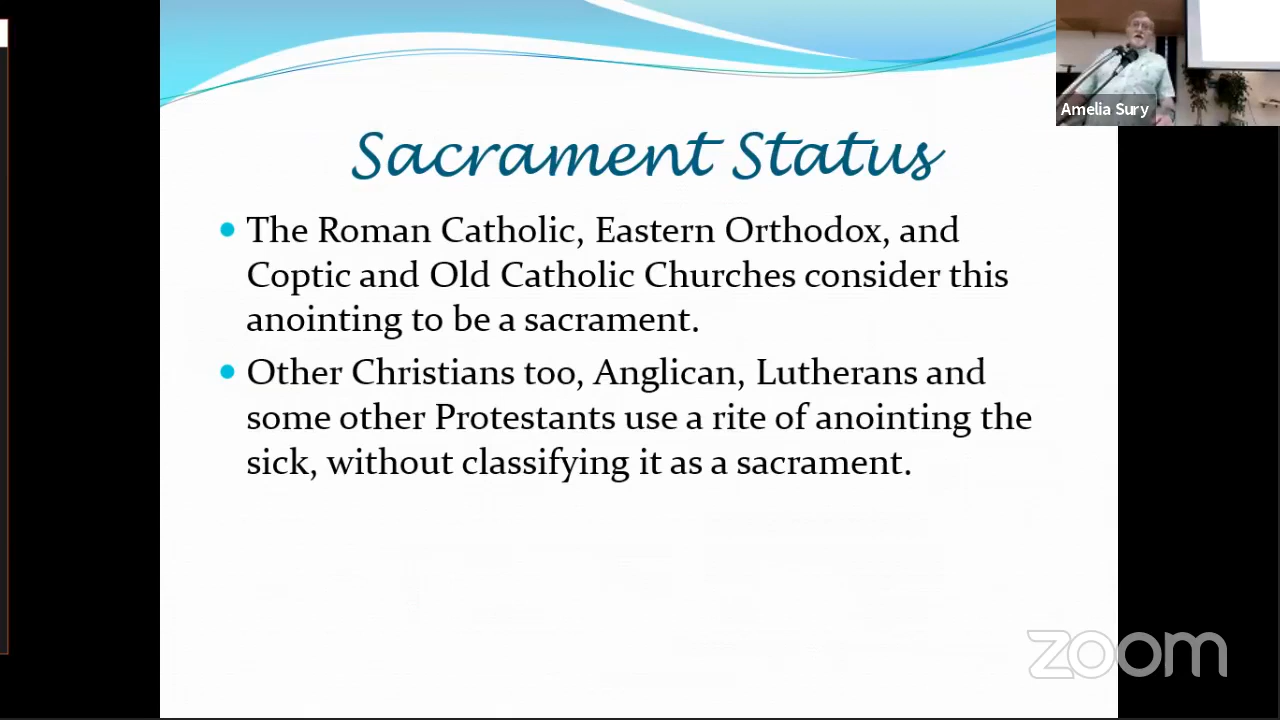 Amelia Sury
Sacrament Status
The Roman Catholic, Eastern Orthodox, and
Coptic and Old Catholic Churches consider this
anointing to be a sacrament.
Other Christians too, Anglican, Lutherans and
some other Protestants use a rite of anointing the
sick, without classifying it as a sacrament.
zoom